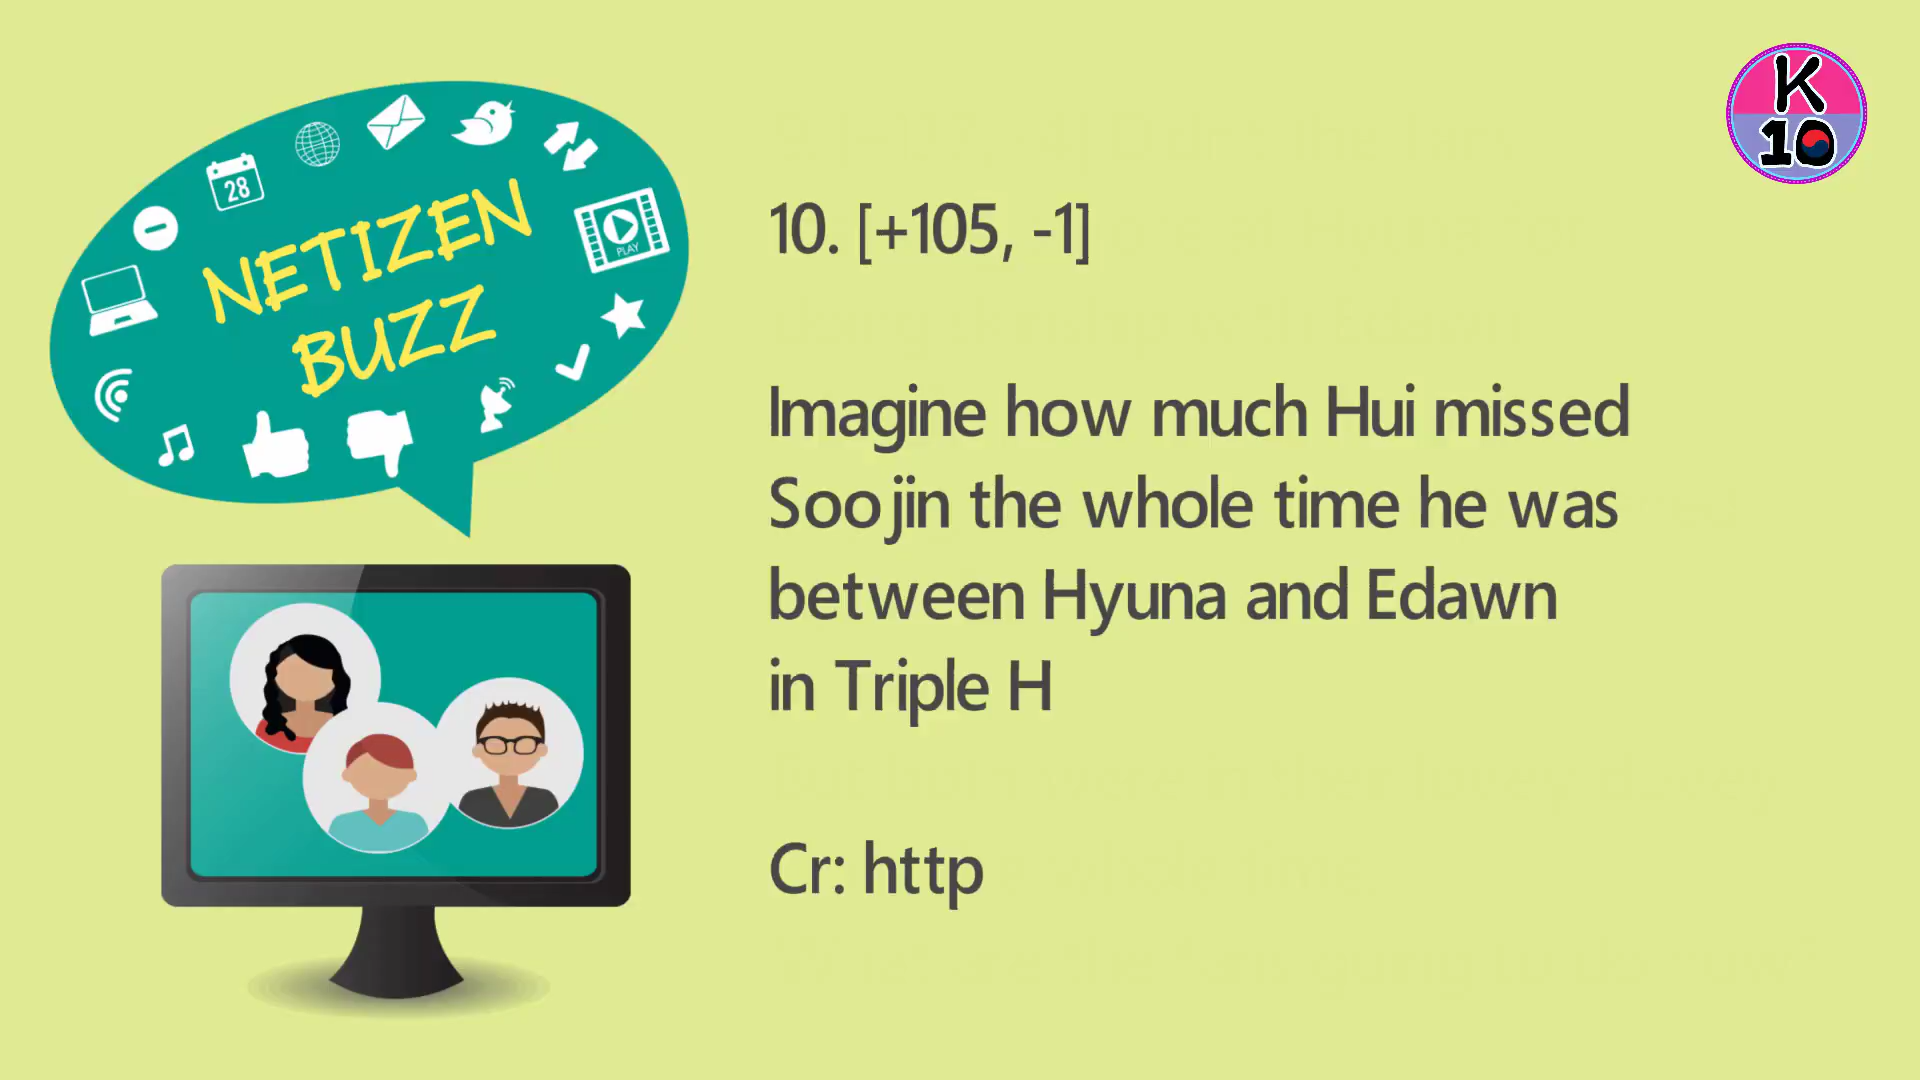 K
10
28
PLAY
NETIZEN
BUZZ
10. [+105, -1]
Imagine how much Hui missed
Soojin the whole time he was
between Hyuna and Edawn
in Triple H
Cr: http